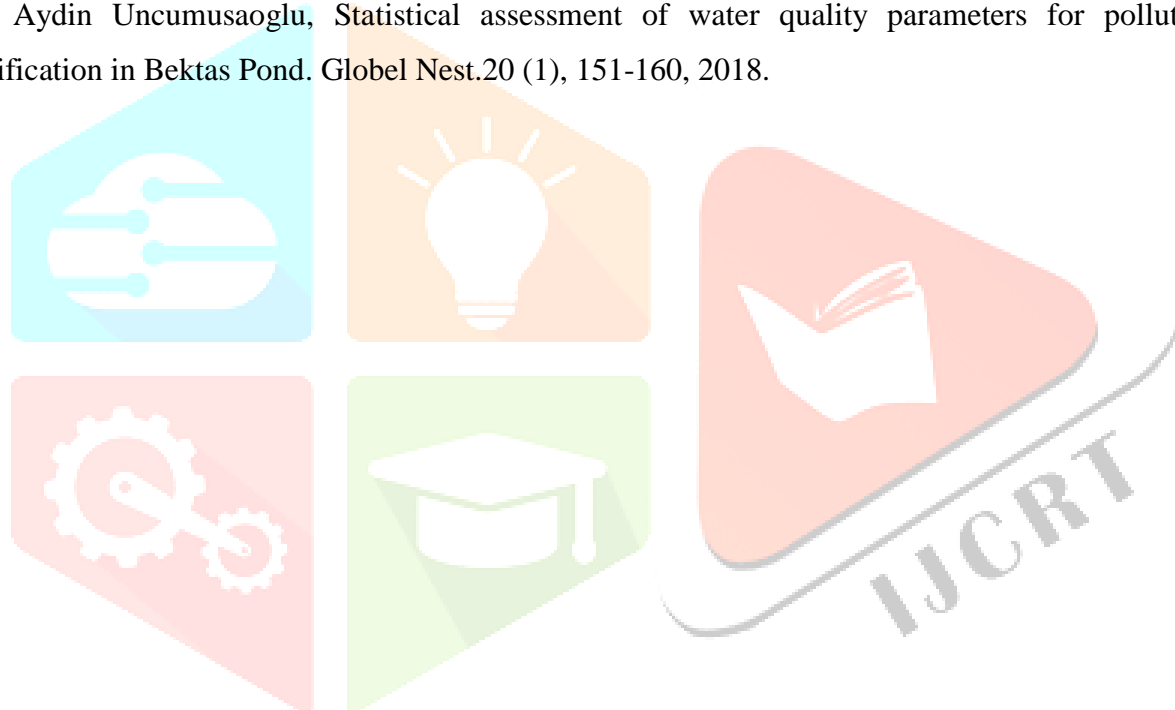 Aydin Uncumusaoglu, Statistical assessment of water quality parameters for pollut
ification in Bektas Pond. Globel Nest.20 (1), 151-160, 2018.
IJCRT